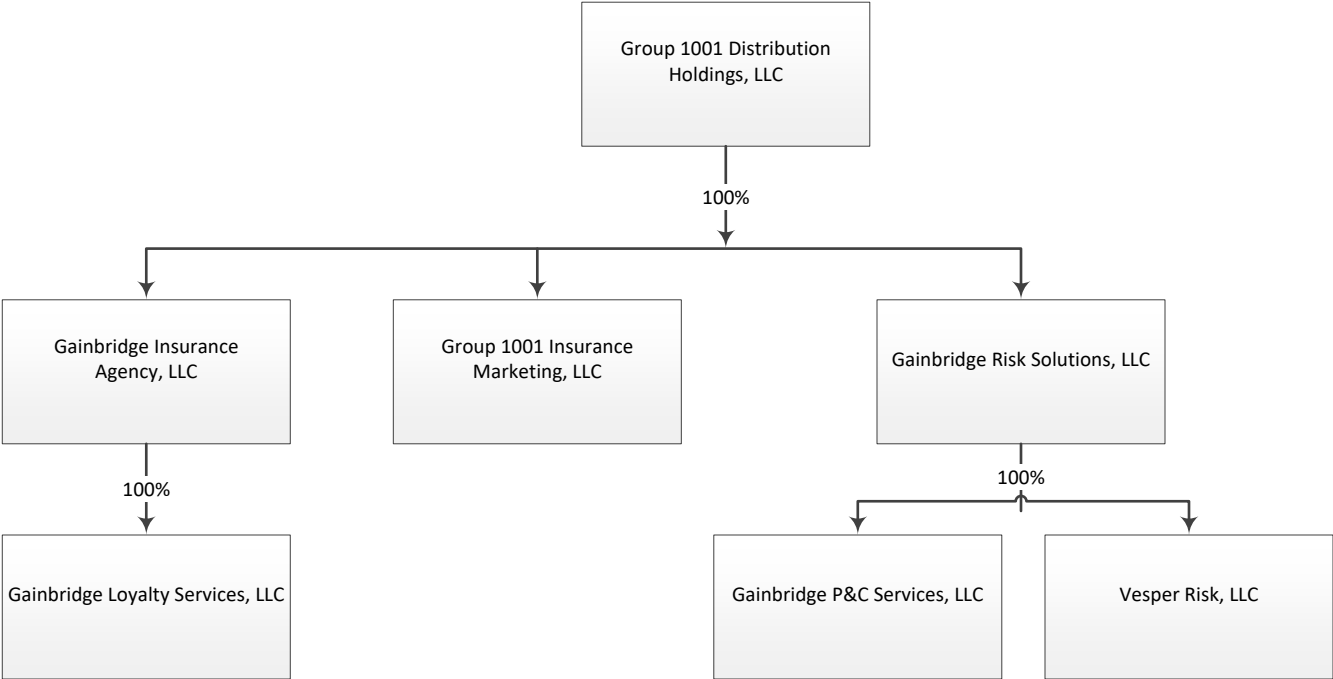 Group 1001 Distribution
Holdings, LLC
100%
Gainbridge Insurance
Agency, LLC
Group 1001 Insurance
Marketing, LLC
Gainbridge Risk Solutions, LLC
100%
100%
Gainbridge Loyalty Services, LLC
Gainbridge P&C Services, LLC
Vesper Risk, LLC